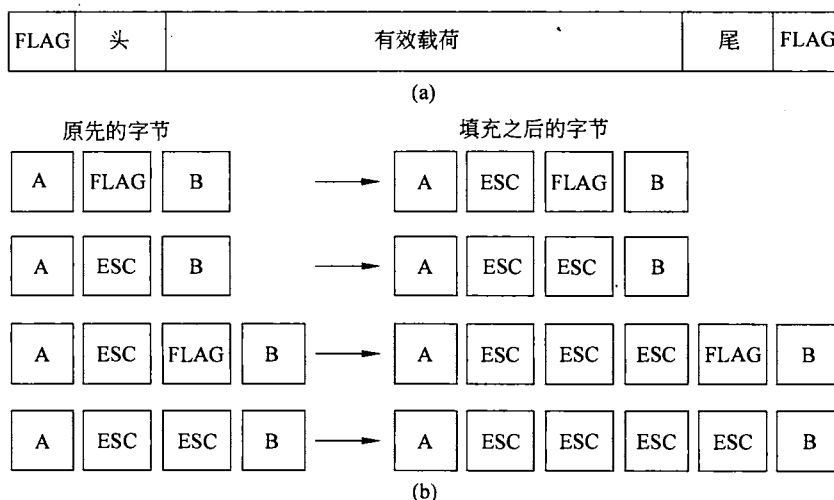 FLAG 头 有效载荷 尾 FLAG
(a)
原先的字节 填充之后的字节
A FLAG B A ESC FLAG B
A ESC B A ESC ESC B
A ESC FLAG B A ESC ESC ESC FLAG B
A ESC ESC B A ESC ESC ESC ESC B
(b)